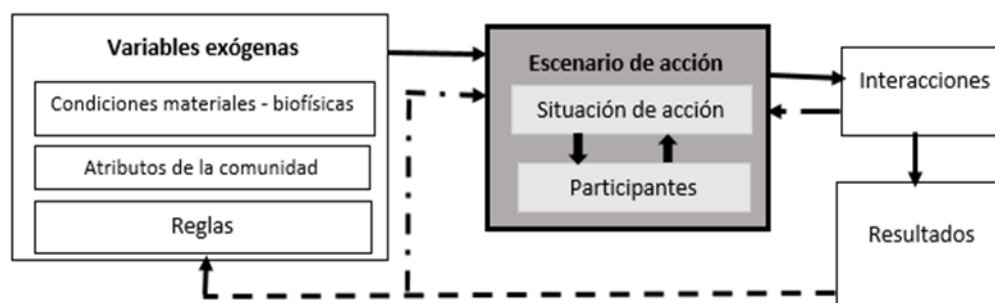 Variables exógenas
Condiciones materiales - biofísicas
Atributos de la comunidad
Reglas
Escenario de acción
Situación de acción
Participantes
Interacciones
Resultados